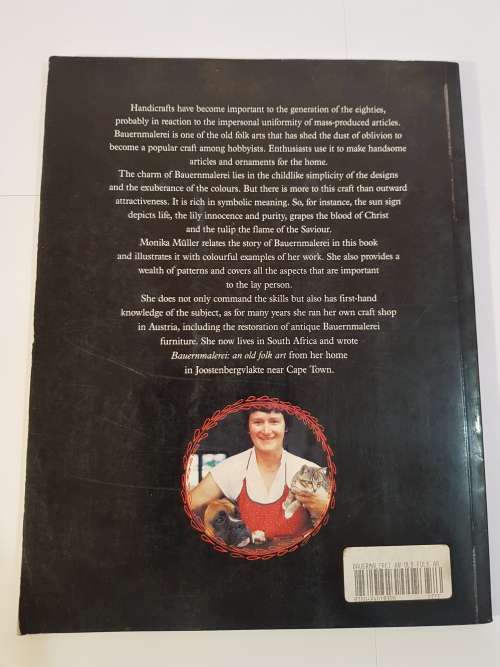 Handicrafts have become important to the generation of the eighties,
probably in reaction to the impersonal uniformity of mass-produced articles.
Bauernmalerei is one of the old folk arts that has shed the dust of oblivion to
become a popular craft among hobbyists. Enthusiasts use it to make handsome
articles and ornaments for the home.
The charm of Bauernmalerei lies in the childlike simplicity of the designs
and the exuberance of the colours. But there is more to this craft than outward
attractiveness. It is rich in symbolic meaning. So, for instance, the sun sign
depicts life, the lily innocence and purity, grapes the blood of Christ
and the tulip the flame of the Saviour.
Monika Müller relates the story of Bauernmalerei in this book
and illustrates it with colourful examples of her work. She also provides a
wealth of patterns and covers all the aspects that are important
to the lay person.
She does not only command the skills but also has first-hand
knowledge of the subject, as for many years she ran her own craft shop
in Austria, including the restoration of antique Bauernmalerei
furniture. She now lives in South Africa and wrote
Bauernmalerei: an old folk art from her home
in Joostenbergvlakte near Cape Town.
OLD FOLK